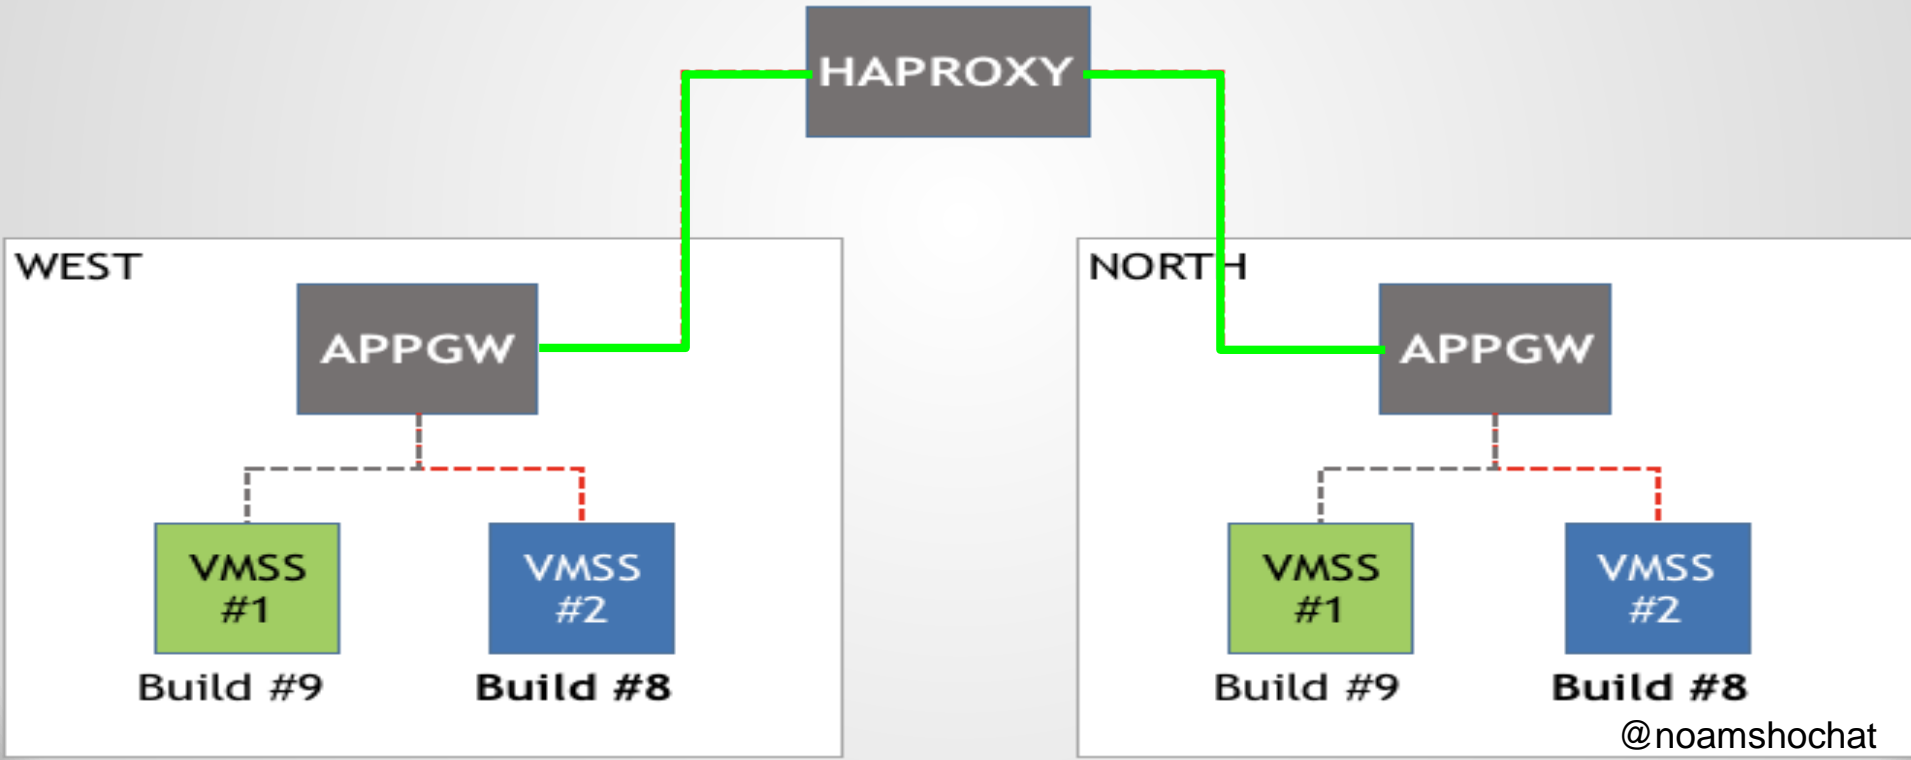 HAPROXY
WEST
APPGW
VMSS
#1
Build #9
VMSS
#2
Build #8
NORTH
APPGW
VMSS
#1
Build #9
VMSS
#2
Build #8
@noamshochat